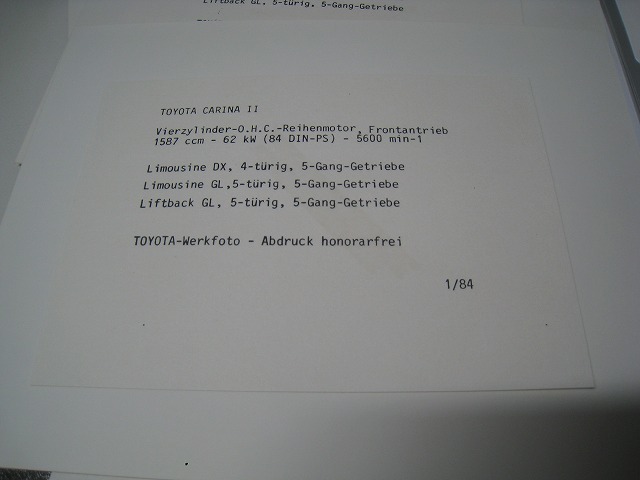 Liftback GL, 5-türig, 5-Gang-Getriebe
TOYOTA CARINA II
Vierzylinder-O.H.C.-Reihenmotor, Frontantrieb
1587 ccm - 62 kW (84 DIN-PS) - 5600 min-1
Limousine DX, 4-türig, 5-Gang-Getriebe
Limousine GL,5-türig, 5-Gang-Getriebe
Liftback GL, 5-türig, 5-Gang-Getriebe
TOYOTA-Werkfoto - Abdruck honorarfrei
1/84